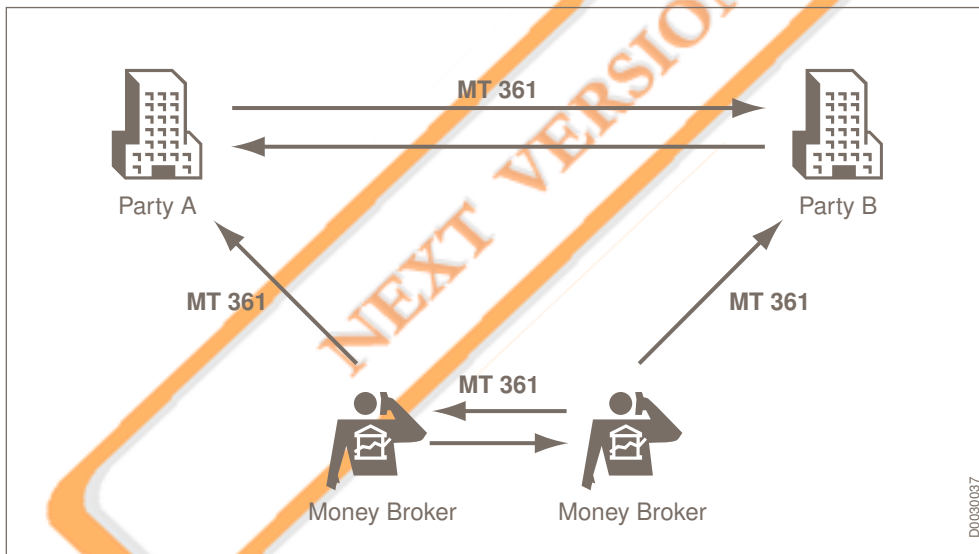 MT 361
Party A
Party B
MT 361
MT 361
MT 361
Money Broker
Money Broker
D0030037
NEXT VERSION